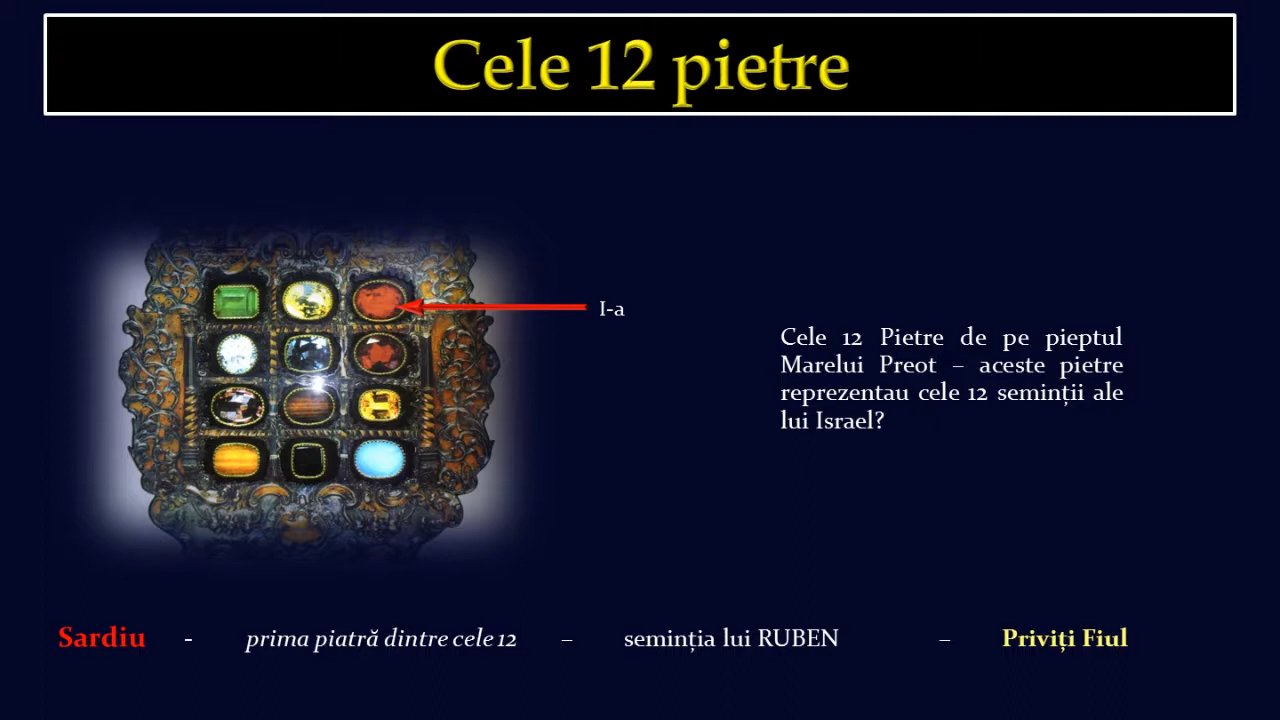 Cele 12 pietre
I-a
Cele 12 Pietre de pe pieptul
Marelui Preot – aceste pietre
reprezentau cele 12 seminții ale
lui Israel?
Sardiu - prima piatră dintre cele 12 – seminția lui RUBEN – Priviți Fiul